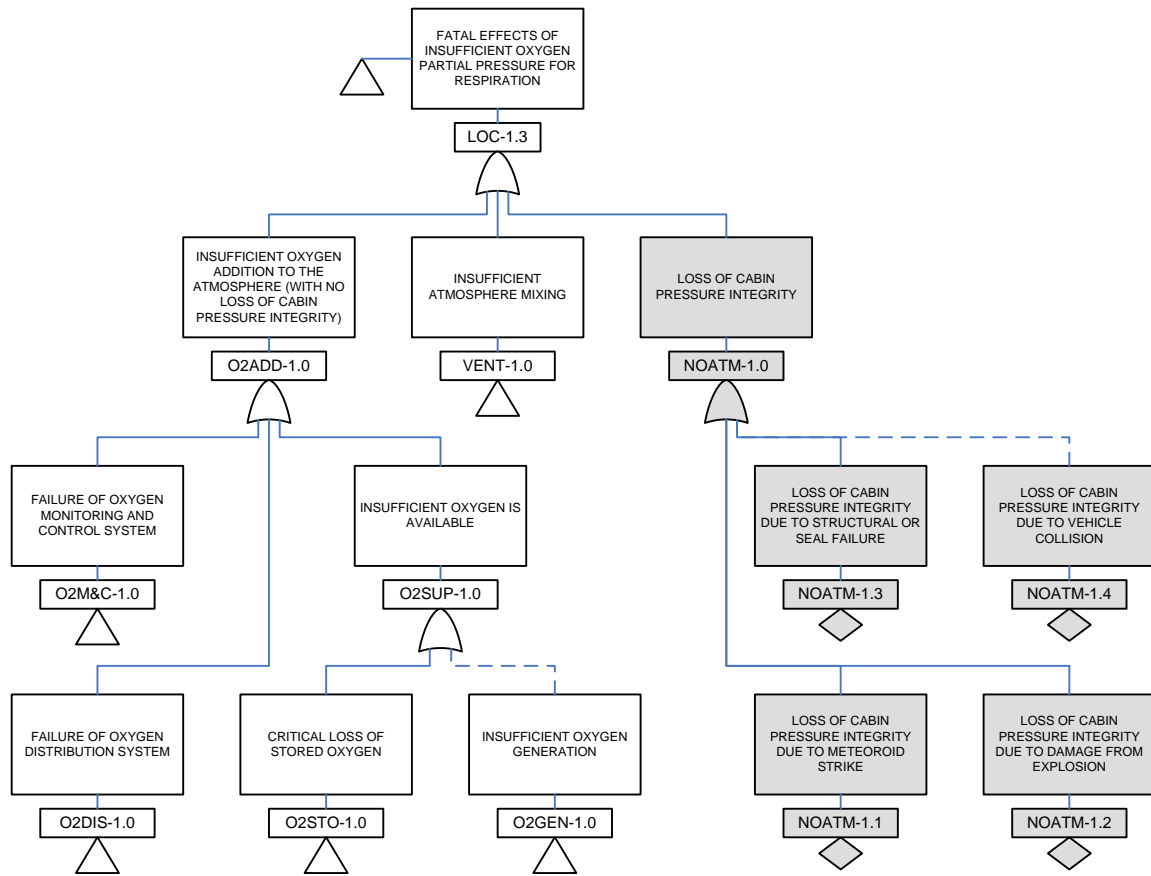 FATAL EFFECTS OF
INSUFFICIENT OXYGEN
PARTIAL PRESSURE FOR
RESPIRATION
LOC-1.3
INSUFFICIENT OXYGEN
ADDITION TO THE
ATMOSPHERE (WITH NO
LOSS OF CABIN
PRESSURE INTEGRITY)
O2ADD-1.0
INSUFFICIENT
ATMOSPHERE MIXING
VENT-1.0
LOSS OF CABIN
PRESSURE INTEGRITY
NOATM-1.0
FAILURE OF OXYGEN
MONITORING AND
CONTROL SYSTEM
O2M&C-1.0
INSUFFICIENT OXYGEN IS
AVAILABLE
O2SUP-1.0
LOSS OF CABIN
PRESSURE INTEGRITY
DUE TO STRUCTURAL OR
SEAL FAILURE
NOATM-1.3
LOSS OF CABIN
PRESSURE INTEGRITY
DUE TO VEHICLE
COLLISION
NOATM-1.4
FAILURE OF OXYGEN
DISTRIBUTION SYSTEM
O2DIS-1.0
CRITICAL LOSS OF
STORED OXYGEN
O2STO-1.0
INSUFFICIENT OXYGEN
GENERATION
O2GEN-1.0
LOSS OF CABIN
PRESSURE INTEGRITY
DUE TO METEOROID
STRIKE
NOATM-1.1
LOSS OF CABIN
PRESSURE INTEGRITY
DUE TO DAMAGE FROM
EXPLOSION
NOATM-1.2